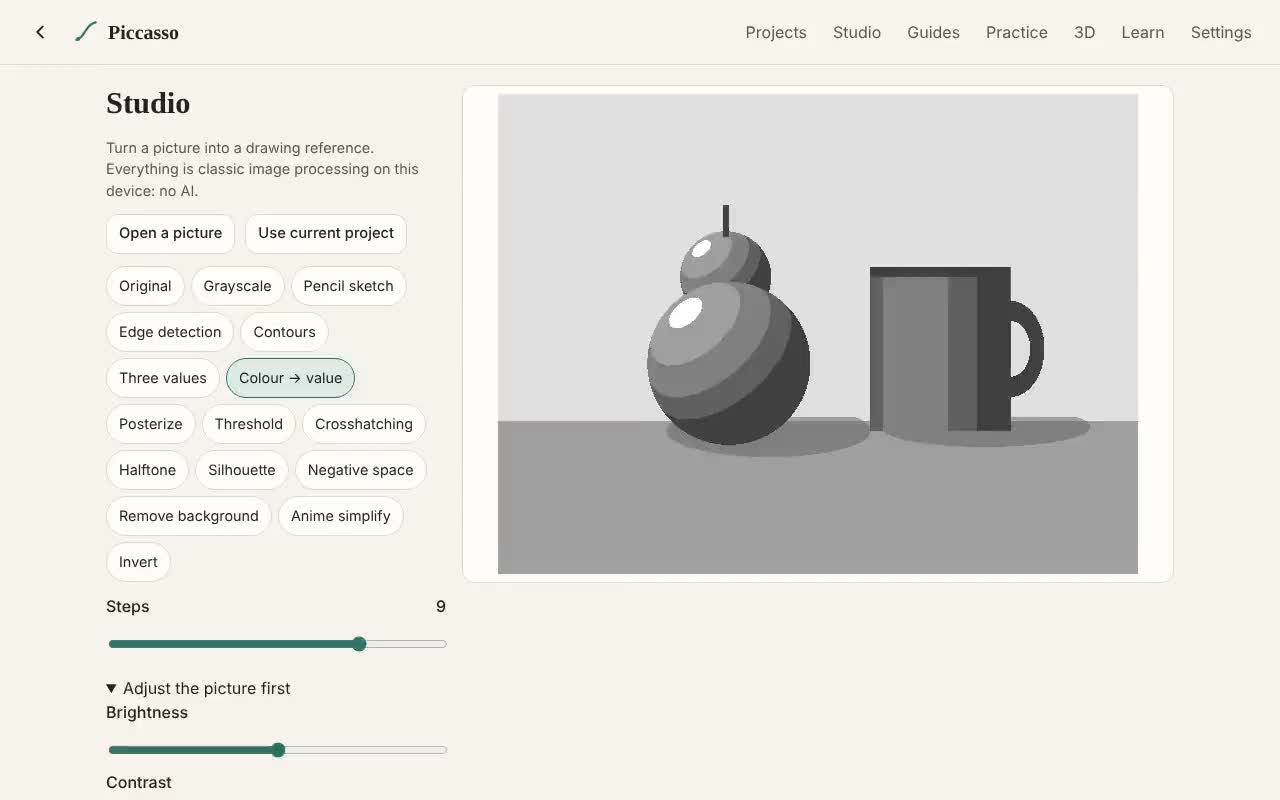 Piccasso
Projects Studio Guides Practice 3D Learn Settings
Studio
Turn a picture into a drawing reference.
Everything is classic image processing on this
device: no AI.
Open a picture Use current project
Original Grayscale Pencil sketch
Edge detection Contours
Three values Colour → value
Posterize Threshold Crosshatching
Halftone Silhouette Negative space
Remove background Anime simplify
Invert
Steps 9
▼ Adjust the picture first
Brightness
Contrast